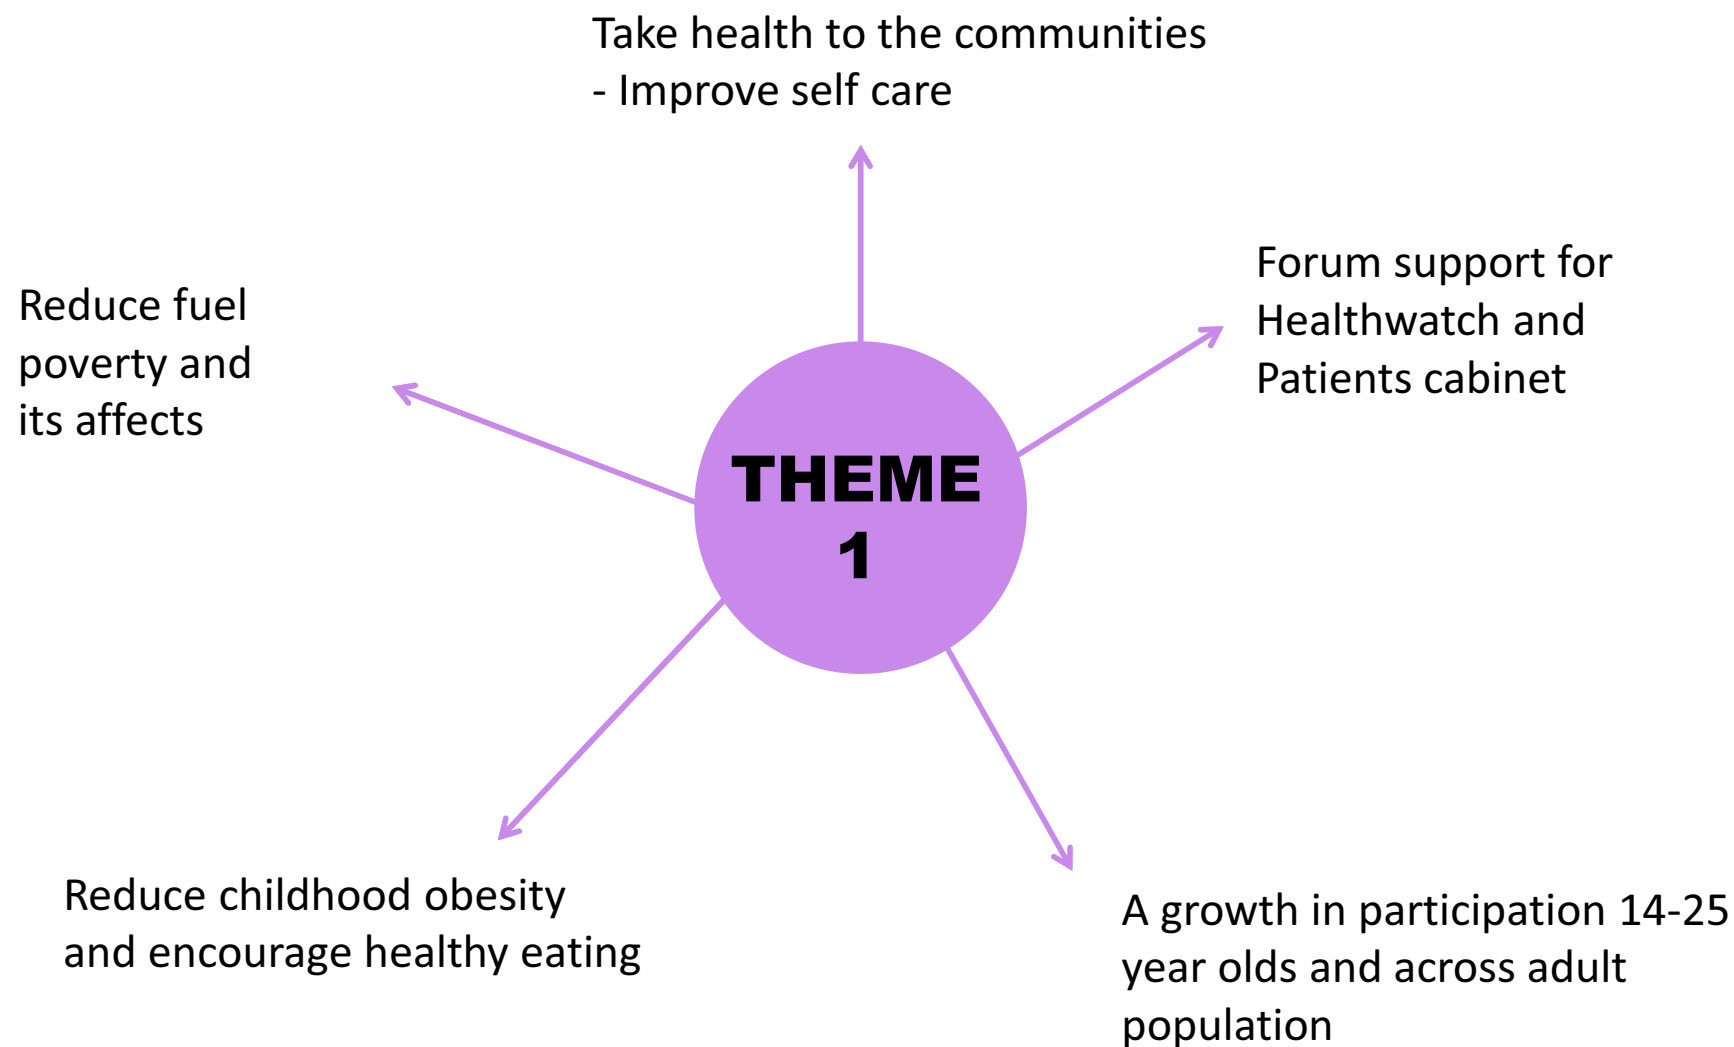 Take health to the communities
- Improve self care
Forum support for
Healthwatch and
Patients cabinet
Reduce fuel
poverty and
its affects
THEME
1
Reduce childhood obesity
and encourage healthy eating
A growth in participation 14-25
year olds and across adult
population